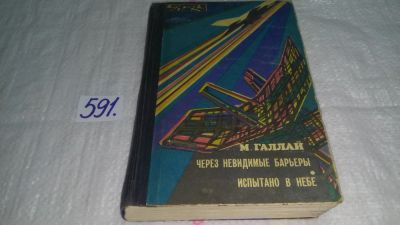 591.
М. ГАЛЛАЙ
ЧЕРЕЗ НЕВИДИМЫЕ БАРЬЕРЫ
ИСПЫТАНО В НЕБЕ